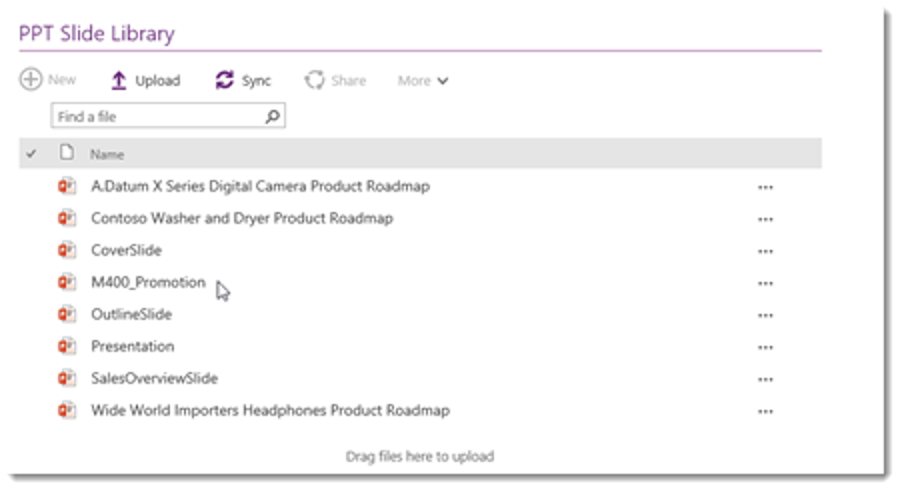 PPT Slide Library
New Upload Sync Share More
Find a file
Name
A.Datum X Series Digital Camera Product Roadmap ...
Contoso Washer and Dryer Product Roadmap ...
CoverSlide ...
M400_Promotion ...
OutlineSlide ...
Presentation ...
SalesOverviewSlide ...
Wide World Importers Headphones Product Roadmap ...
Drag files here to upload